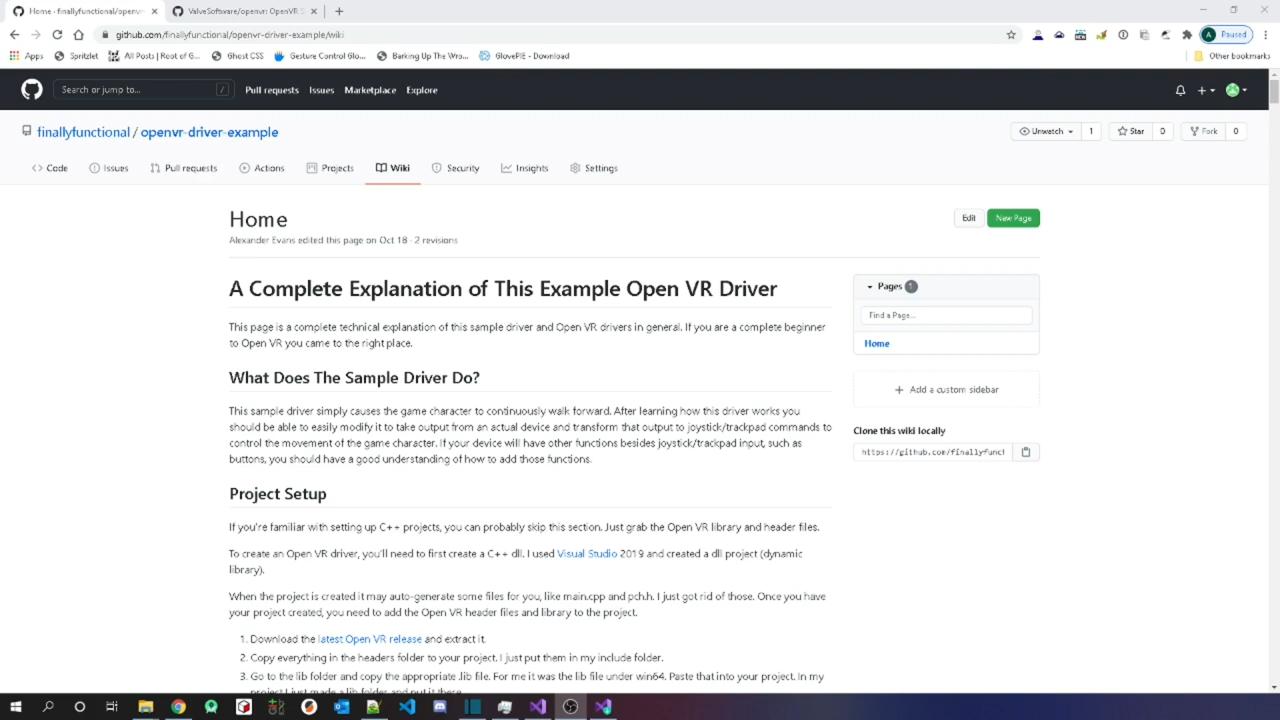 Home · finallyfunctional/openvr-
ValveSoftware/openvr: OpenVR S
github.com/finallyfunctional/openvr-driver-example/wiki
Paused
Apps
Spritzlet
All Posts | Root of G...
Ghost CSS
Gesture Control Glo...
Barking Up The Wro...
GlovePIE - Download
Other bookmarks
Search or jump to...
/
Pull requests
Issues
Marketplace
Explore
finallyfunctional / openvr-driver-example
Unwatch
1
Star
0
Fork
0
Code
Issues
Pull requests
Actions
Projects
Wiki
Security
Insights
Settings
Home
Edit
New Page
Alexander Evans edited this page on Oct 18 · 2 revisions
A Complete Explanation of This Example Open VR Driver
This page is a complete technical explanation of this sample driver and Open VR drivers in general. If you are a complete beginner
to Open VR you came to the right place.
What Does The Sample Driver Do?
This sample driver simply causes the game character to continuously walk forward. After learning how this driver works you
should be able to easily modify it to take output from an actual device and transform that output to joystick/trackpad commands to
control the movement of the game character. If your device will have other functions besides joystick/trackpad input, such as
buttons, you should have a good understanding of how to add those functions.
Project Setup
If you're familiar with setting up C++ projects, you can probably skip this section. Just grab the Open VR library and header files.
To create an Open VR driver, you'll need to first create a C++ dll. I used Visual Studio 2019 and created a dll project (dynamic
library).
When the project is created it may auto-generate some files for you, like main.cpp and pch.h. I just got rid of those. Once you have
your project created, you need to add the Open VR header files and library to the project.
1. Download the latest Open VR release and extract it.
2. Copy everything in the headers folder to your project. I just put them in my include folder.
3. Go to the lib folder and copy the appropriate .lib file. For me it was the lib file under win64. Paste that into your project. In my
project I just made a lib folder and put it there.
Pages 1
Find a Page...
Home
+ Add a custom sidebar
Clone this wiki locally
https://github.com/finallyfunct